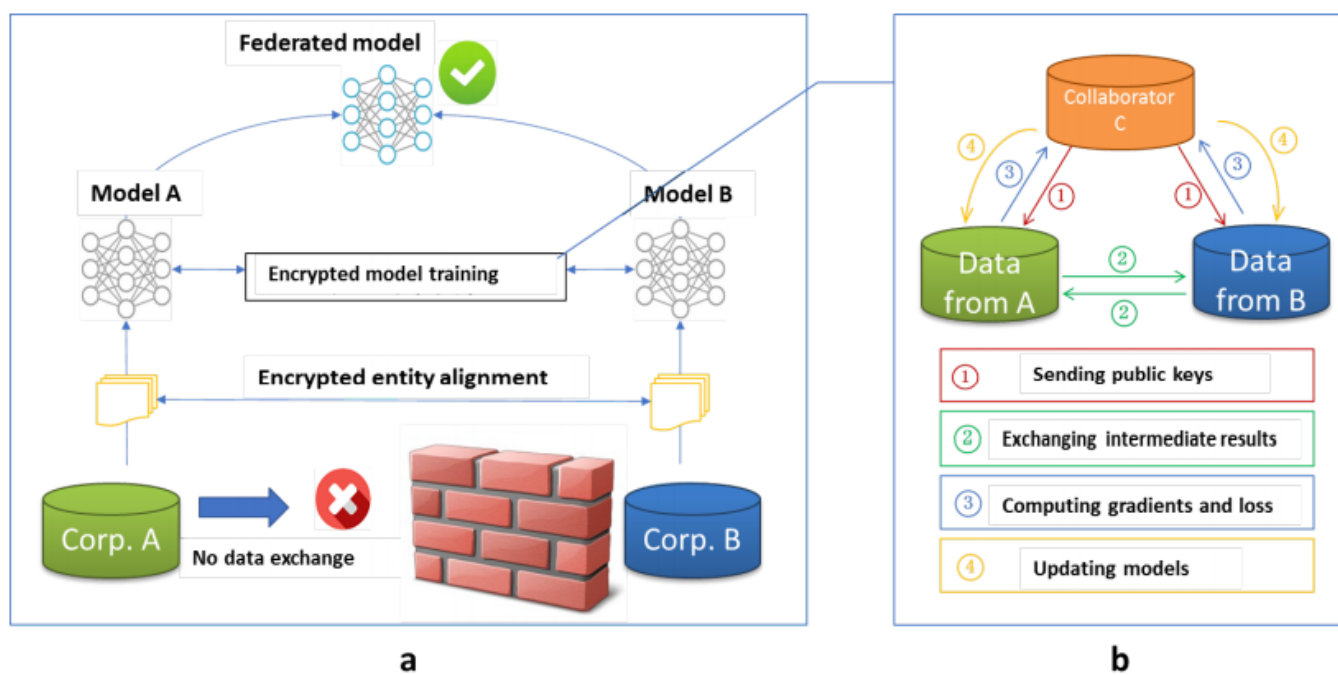 Federated model
Model A
Model B
Encrypted model training
Encrypted entity alignment
Corp. A
No data exchange
Corp. B
a
Collaborator
C
④
③
①
①
③
④
Data
from A
②
②
Data
from B
① Sending public keys
② Exchanging intermediate results
③ Computing gradients and loss
④ Updating models
b